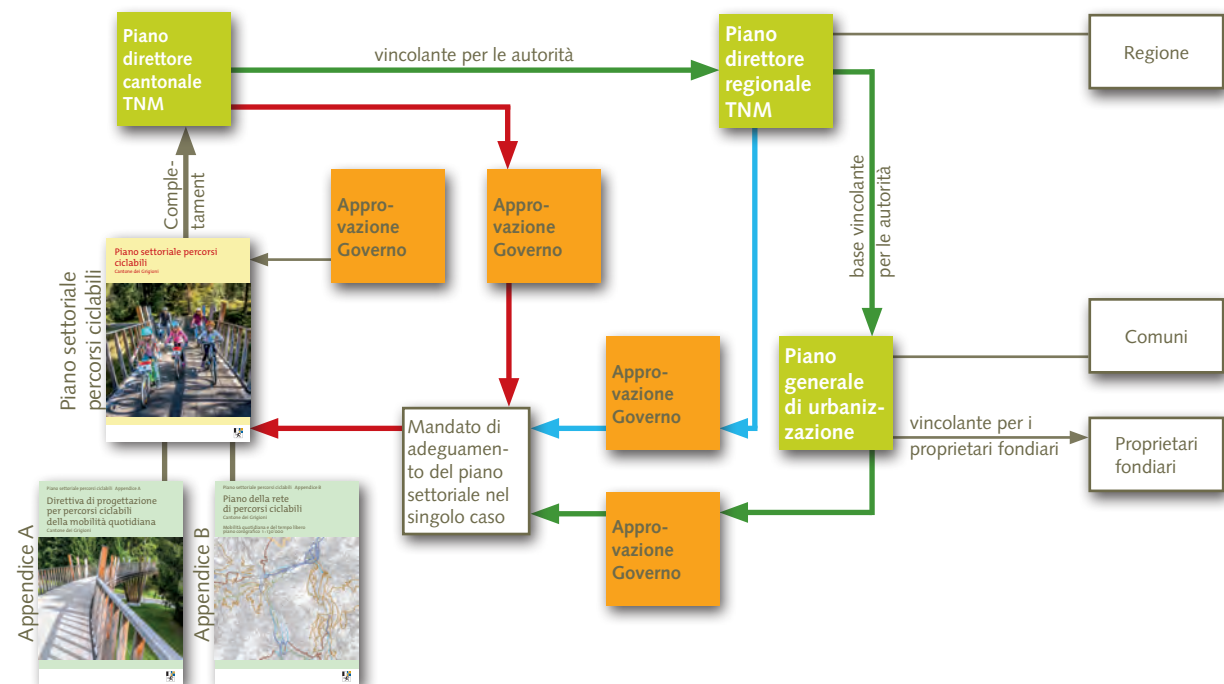 Piano
direttore
cantonale
TNM
vincolante per le autorità
Piano
direttore
regionale
TNM
Regione
Comple-
tament
Appro-
vazione
Governo
Appro-
vazione
Governo
base vincolante
per le autorità
Piano settoriale
percorsi ciclabili
Piano settoriale percorsi
ciclabili
Cantone dei Grigioni
Appro-
vazione
Governo
Piano
generale
di urbaniz-
zazione
Comuni
vincolante per i
proprietari fondiari
Proprietari
fondiari
Mandato di
adeguamen-
to del piano
settoriale nel
singolo caso
Appro-
vazione
Governo
Appendice A
Piano settoriale percorsi ciclabili Appendice A
Direttiva di progettazione
per percorsi ciclabili
della mobilità quotidiana
Cantone dei Grigioni
Appendice B
Piano settoriale percorsi ciclabili Appendice B
Piano della rete
di percorsi ciclabili
Cantone dei Grigioni
Mobilità quotidiana e del tempo libero